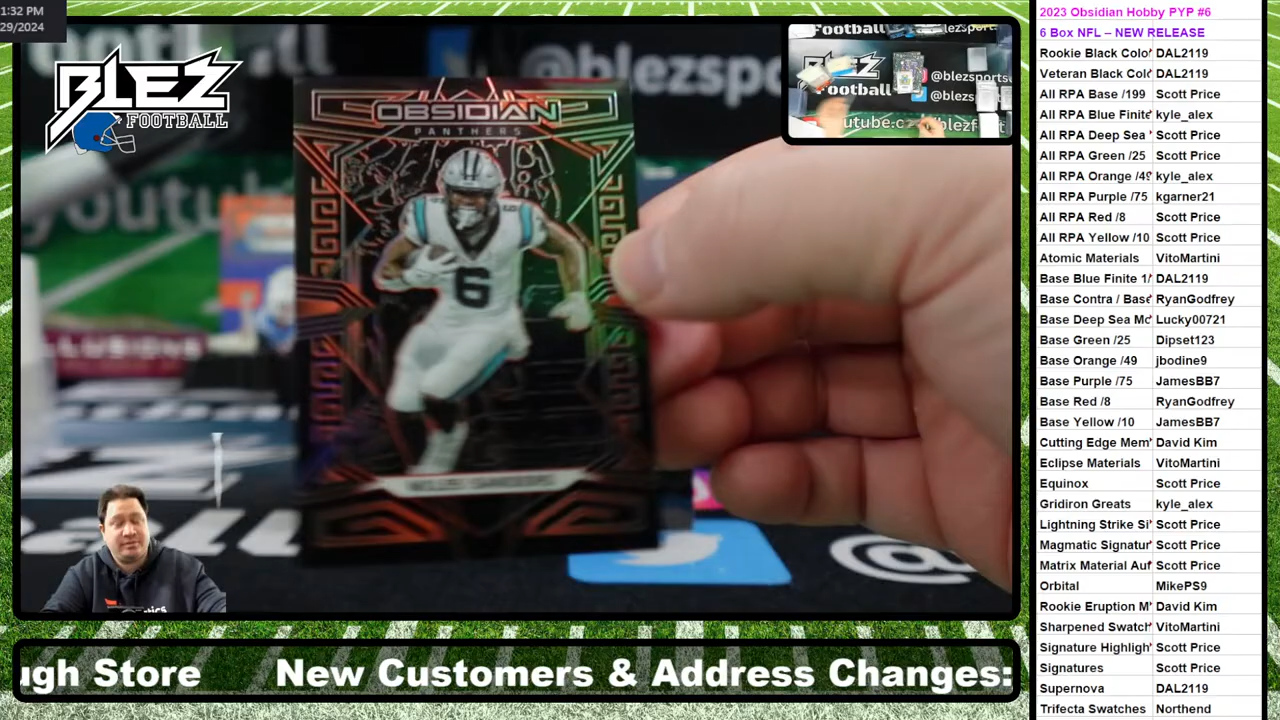 1:32 PM
29/2024
BLEZ
FOOTBALL
@blezspo
OBSIDIAN
PANTHERS
6
Football
@blezsports
@blezfoot
2023 Obsidian Hobby PYP #6
6 Box NFL – NEW RELEASE
Rookie Black Colo DAL2119
Veteran Black Colo DAL2119
All RPA Base /199 Scott Price
All RPA Blue Finite kyle_alex
All RPA Deep Sea Scott Price
All RPA Green /25 Scott Price
All RPA Orange /49 kyle_alex
All RPA Purple /75 kgarner21
All RPA Red /8 Scott Price
All RPA Yellow /10 Scott Price
Atomic Materials VitoMartini
Base Blue Finite 1/ DAL2119
Base Contra / Base RyanGodfrey
Base Deep Sea Mo Lucky00721
Base Green /25 Dipset123
Base Orange /49 jbodine9
Base Purple /75 JamesBB7
Base Red /8 RyanGodfrey
Base Yellow /10 JamesBB7
Cutting Edge Mem David Kim
Eclipse Materials VitoMartini
Equinox Scott Price
Gridiron Greats kyle_alex
Lightning Strike Si Scott Price
Magmatic Signatur Scott Price
Matrix Material Aut Scott Price
Orbital MikePS9
Rookie Eruption M David Kim
Sharpened Swatch VitoMartini
Signature Highligh Scott Price
Signatures Scott Price
Supernova DAL2119
Trifecta Swatches Northend
ugh Store New Customers & Address Changes: